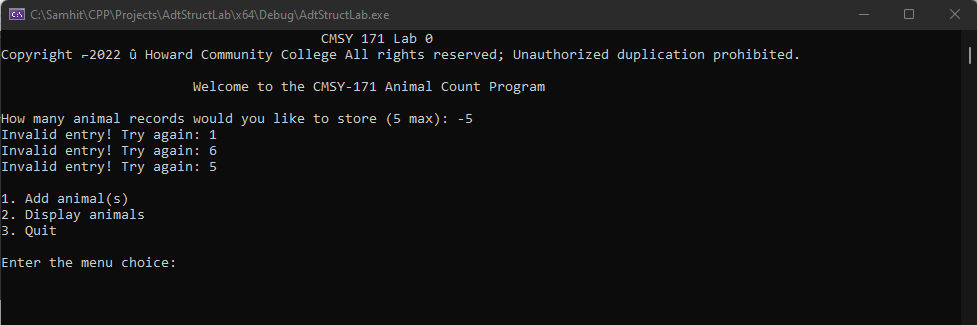 C:\Samhit\CPP\Projects\AdtStructLab\x64\Debug\AdtStructLab.exe
CMSY 171 Lab 0
Copyright ⌐2022 û Howard Community College All rights reserved; Unauthorized duplication prohibited.
Welcome to the CMSY-171 Animal Count Program
How many animal records would you like to store (5 max): -5
Invalid entry! Try again: 1
Invalid entry! Try again: 6
Invalid entry! Try again: 5
1. Add animal(s)
2. Display animals
3. Quit
Enter the menu choice: